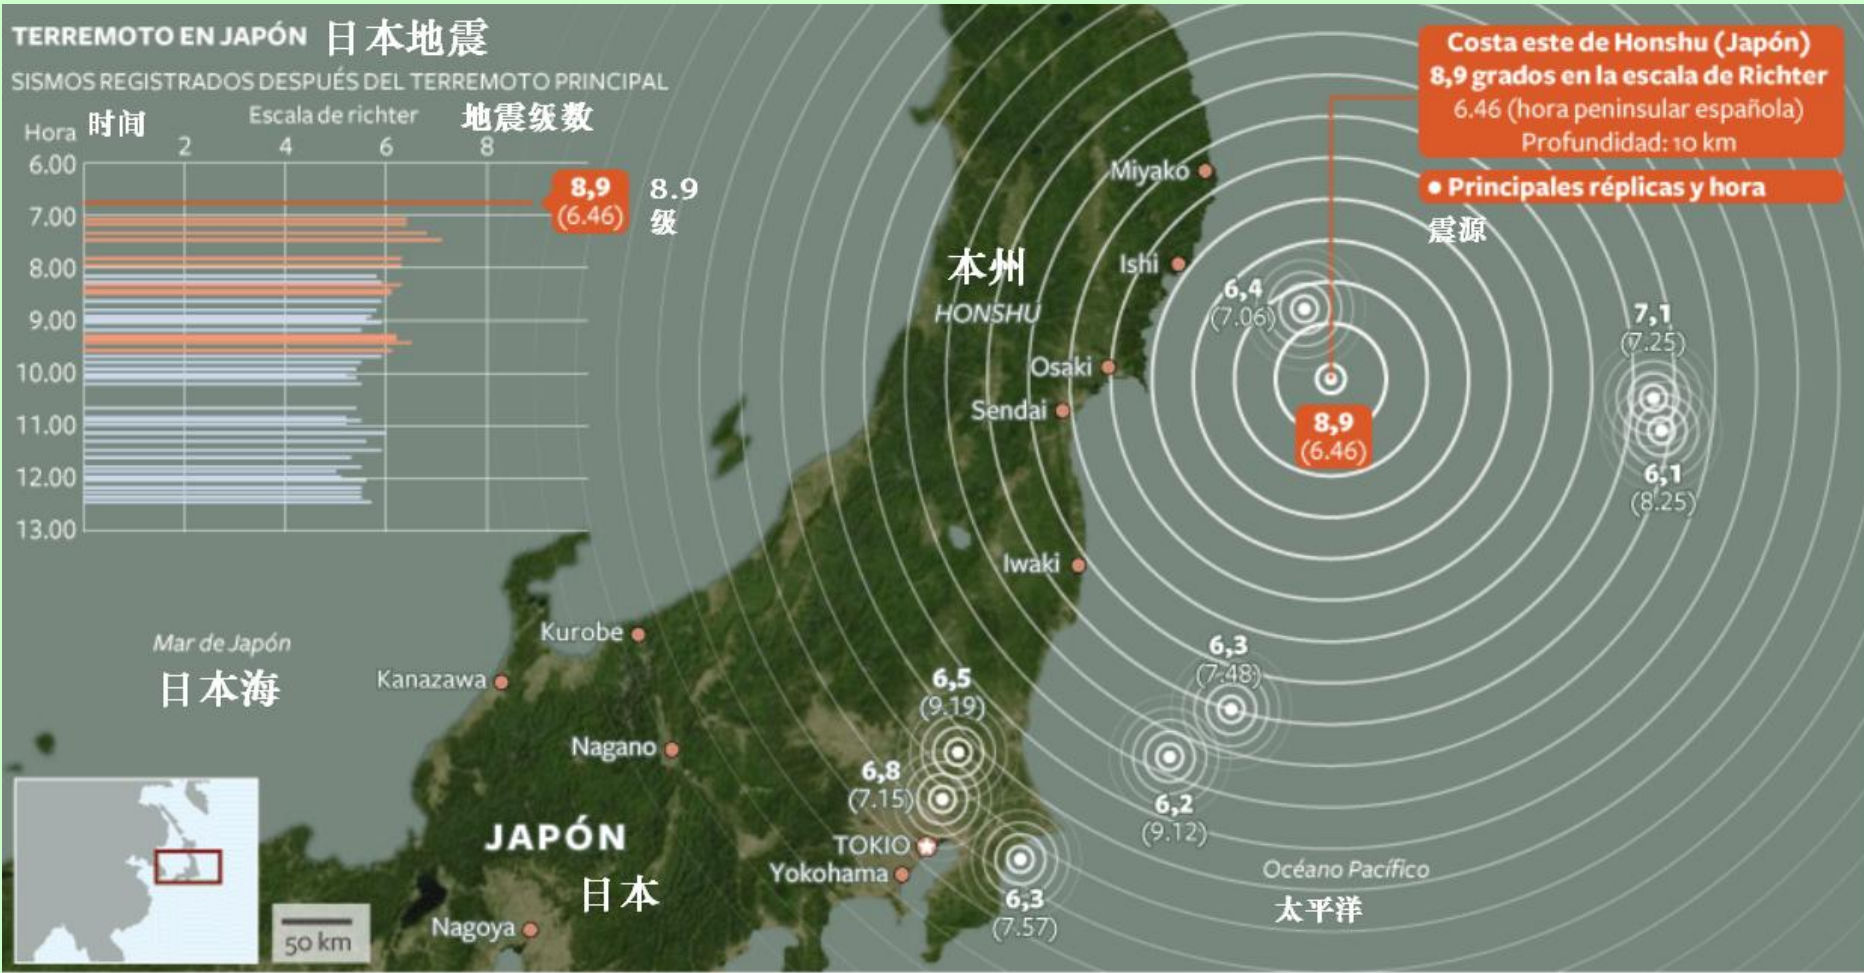 TERREMOTO EN JAPÓN 日本地震
SISMOS REGISTRADOS DESPUÉS DEL TERREMOTO PRINCIPAL
Escala de richter 地震级数
Hora 时间
2 4 6 8
6.00
7.00
8.00
9.00
10.00
11.00
12.00
13.00
8,9
(6.46)
8.9
级
Costa este de Honshu (Japón)
8,9 grados en la escala de Richter
6.46 (hora peninsular española)
Profundidad: 10 km
Principales réplicas y hora
震源
Miyako
本州
HONSHU
Ishi
6,4
(7.06)
7,1
(7.25)
Osaki
Sendai
8,9
(6.46)
6,1
(8.25)
Iwaki
Kurobe
Mar de Japón
日本海
Kanazawa
6,3
(7.48)
6,5
(9.19)
Nagano
6,8
(7.15)
6,2
(9.12)
JAPÓN
日本
TOKIO
Yokohama
6,3
(7.57)
Océano Pacífico
太平洋
Nagoya
50 km